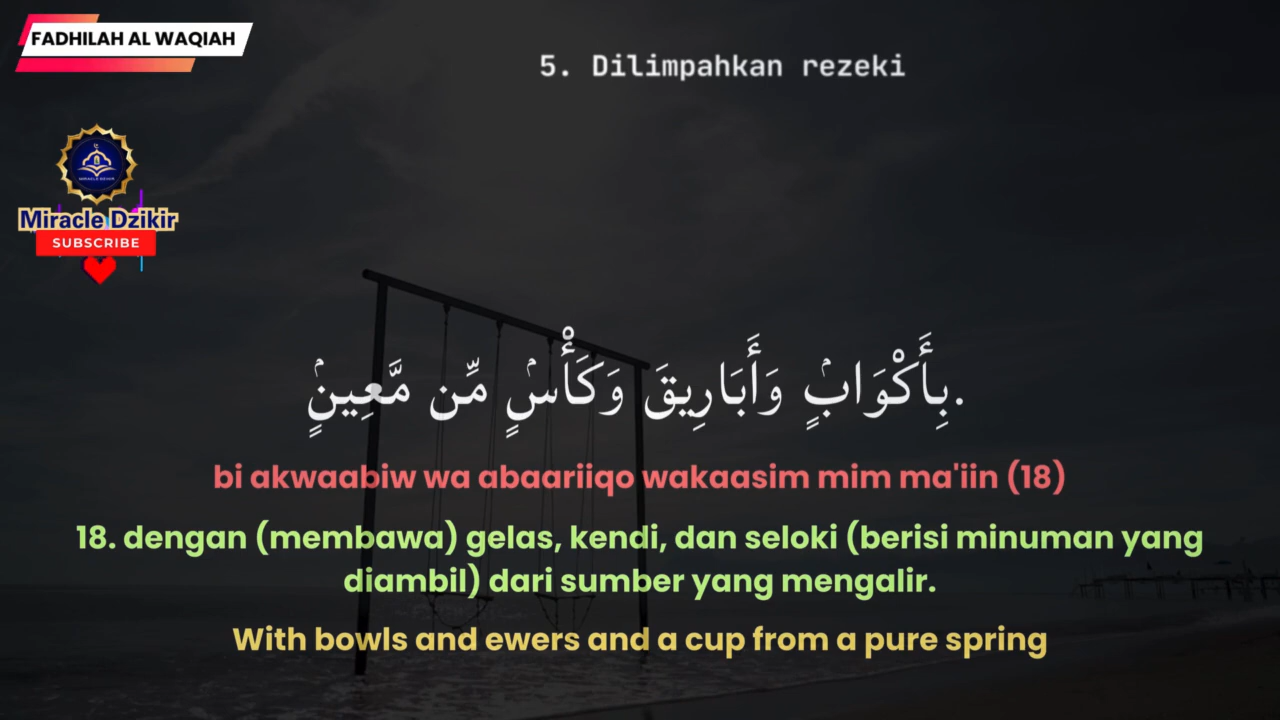 FADHILAH AL WAQIAH
5. Dilimpahkan rezeki
Miracle Dzikir
SUBSCRIBE
بِأَكْوَابٍۢ وَأَبَارِيقَ وَكَأْسٍۢ مِّن مَّعِينٍۢ.
bi akwaabiw wa abaariiqo wakaasim mim ma'iin (18)
18. dengan (membawa) gelas, kendi, dan seloki (berisi minuman yang
diambil) dari sumber yang mengalir.
With bowls and ewers and a cup from a pure spring